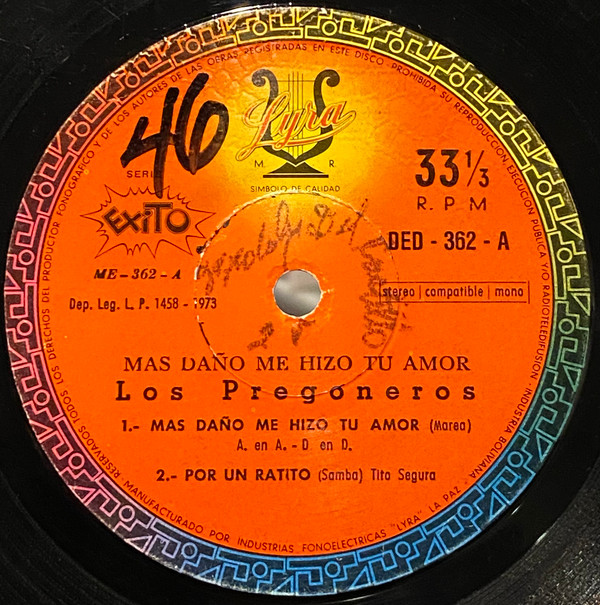 RESERVADOS TODOS LOS DERECHOS DEL PRODUCTOR FONOGRAFICO Y DE LOS AUTORES DE LAS OBRAS REGISTRADAS EN ESTE DISCO · PROHIBIDA SU REPRODUCCION, EJECUCION PUBLICA Y/O RADIOTELEDIFUSION · INDUSTRIA BOLIVIANA
46
Lyra
M R
SIMBOLO DE CALIDAD
33 1/3
R. P. M
SERIE
EXITO
DED - 362 - A
ME - 362 - A
Dep. Leg. L. P. 1458 - 1973
stereo | compatible | mono
MAS DAÑO ME HIZO TU AMOR
Los Pregoneros
1.- MAS DAÑO ME HIZO TU AMOR (Marea)
A. en A. - D. en D.
2.- POR UN RATITO (Samba) Tito Segura
MANUFACTURADO POR INDUSTRIAS FONOELECTRICAS "LYRA" LA PAZ -